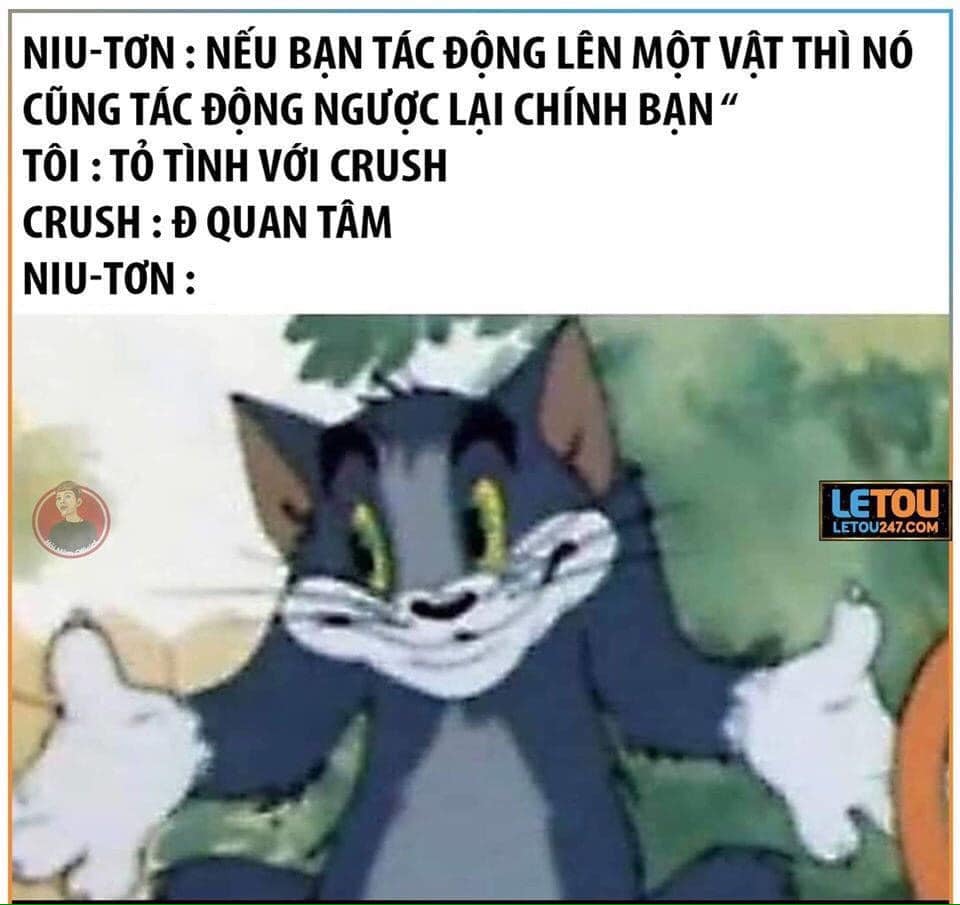 NIU-TƠN : NẾU BẠN TÁC ĐỘNG LÊN MỘT VẬT THÌ NÓ
CŨNG TÁC ĐỘNG NGƯỢC LẠI CHÍNH BẠN “
TÔI : TỎ TÌNH VỚI CRUSH
CRUSH : Đ QUAN TÂM
NIU-TƠN :
LETOU
LETOU247.COM